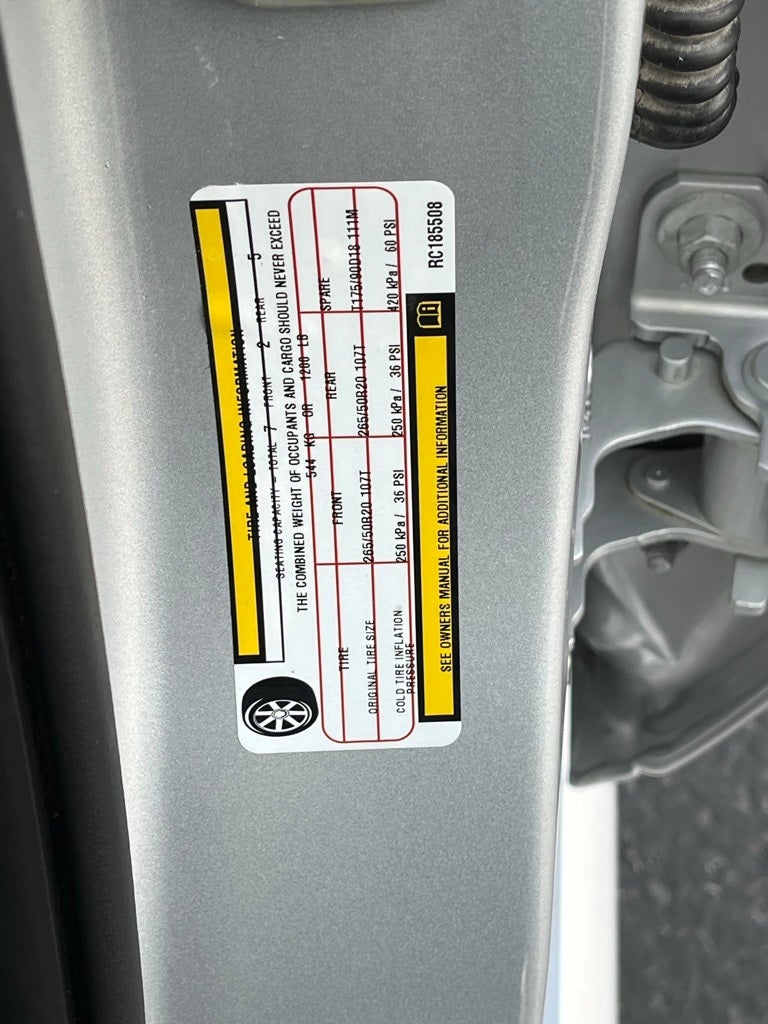 TIRE AND LOADING INFORMATION
SEATING CAPACITY - TOTAL 7 FRONT 2 REAR 5
THE COMBINED WEIGHT OF OCCUPANTS AND CARGO SHOULD NEVER EXCEED
544 KG OR 1200 LB
TIRE FRONT REAR SPARE
ORIGINAL TIRE SIZE 265/50R20 107T 265/50R20 107T T175/90D18 111M
COLD TIRE INFLATION PRESSURE 250 kPa/ 36 PSI 250 kPa/ 36 PSI 420 kPa/ 60 PSI
SEE OWNERS MANUAL FOR ADDITIONAL INFORMATION
RC185508